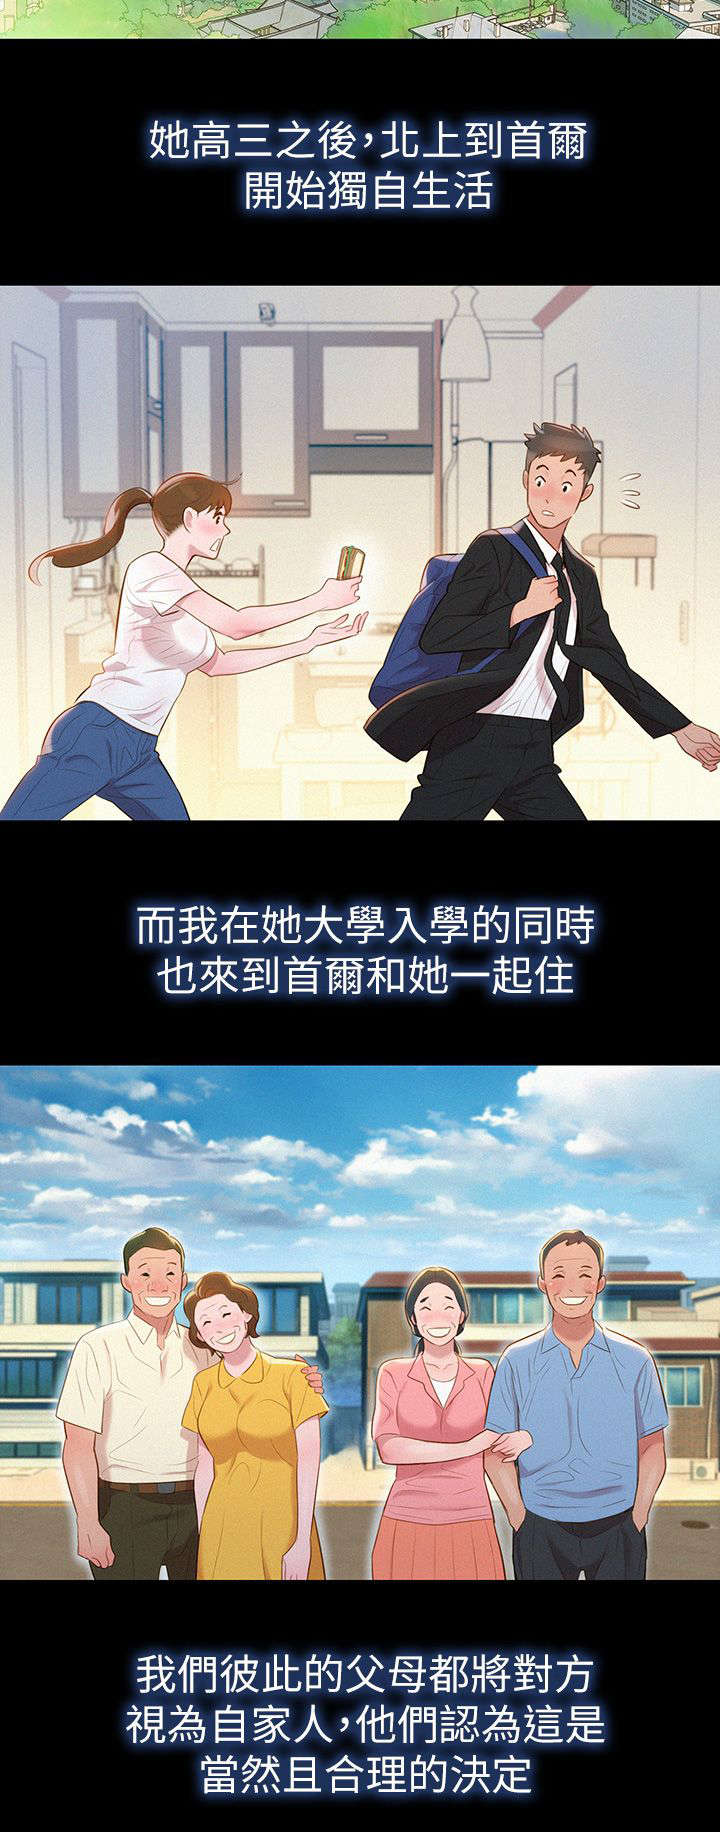 她高三之後,北上到首爾
開始獨自生活
而我在她大學入學的同時
也來到首爾和她一起住
我們彼此的父母都將對方
視為自家人,他們認為這是
當然且合理的決定